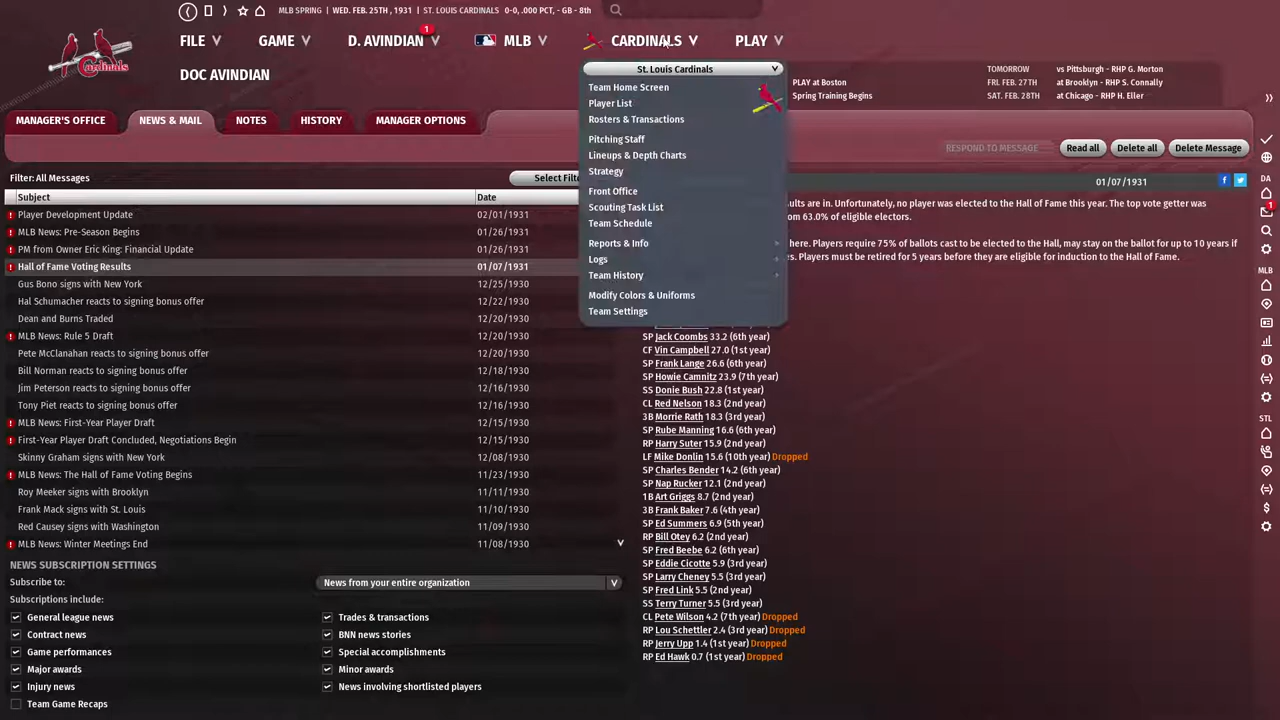 MLB SPRING | WED. FEB. 25TH , 1931 | ST. LOUIS CARDINALS 0-0, .000 PCT, - GB - 8th
FILE GAME D. AVINDIAN 1 MLB CARDINALS PLAY
Cardinals
DOC AVINDIAN
St. Louis Cardinals
Team Home Screen
Player List
Rosters & Transactions
Pitching Staff
Lineups & Depth Charts
Strategy
Front Office
Scouting Task List
Team Schedule
Reports & Info
Logs
Team History
Modify Colors & Uniforms
Team Settings
TOMORROW vs Pittsburgh - RHP G. Morton
PLAY at Boston FRI. FEB. 27TH at Brooklyn - RHP S. Connally
Spring Training Begins SAT. FEB. 28TH at Chicago - RHP H. Eller
MANAGER'S OFFICE NEWS & MAIL NOTES HISTORY MANAGER OPTIONS
RESPOND TO MESSAGE Read all Delete all Delete Message
Filter: All Messages Select Filte
Subject Date
Player Development Update 02/01/1931
MLB News: Pre-Season Begins 01/26/1931
PM from Owner Eric King: Financial Update 01/26/1931
Hall of Fame Voting Results 01/07/1931
Gus Bono signs with New York 12/25/1930
Hal Schumacher reacts to signing bonus offer 12/22/1930
Dean and Burns Traded 12/20/1930
MLB News: Rule 5 Draft 12/20/1930
Pete McClanahan reacts to signing bonus offer 12/20/1930
Bill Norman reacts to signing bonus offer 12/18/1930
Jim Peterson reacts to signing bonus offer 12/16/1930
Tony Piet reacts to signing bonus offer 12/16/1930
MLB News: First-Year Player Draft 12/15/1930
First-Year Player Draft Concluded, Negotiations Begin 12/15/1930
Skinny Graham signs with New York 12/08/1930
MLB News: The Hall of Fame Voting Begins 11/23/1930
Roy Meeker signs with Brooklyn 11/11/1930
Frank Mack signs with St. Louis 11/10/1930
Red Causey signs with Washington 11/09/1930
MLB News: Winter Meetings End 11/08/1930
NEWS SUBSCRIPTION SETTINGS
Subscribe to: News from your entire organization
Subscriptions include:
General league news Trades & transactions
Contract news BNN news stories
Game performances Special accomplishments
Major awards Minor awards
Injury news News involving shortlisted players
Team Game Recaps
01/07/1931
sults are in. Unfortunately, no player was elected to the Hall of Fame this year. The top vote getter was
om 63.0% of eligible electors.
here. Players require 75% of ballots cast to be elected to the Hall, may stay on the ballot for up to 10 years if
es. Players must be retired for 5 years before they are eligible for induction to the Hall of Fame.
SP Jack Coombs 33.2 (6th year)
CF Vin Campbell 27.0 (1st year)
SP Frank Lange 26.6 (6th year)
SP Howie Camnitz 23.9 (7th year)
SS Donie Bush 22.8 (1st year)
CL Red Nelson 18.3 (2nd year)
3B Morrie Rath 18.3 (3rd year)
SP Rube Manning 16.6 (6th year)
RP Harry Suter 15.9 (2nd year)
LF Mike Donlin 15.6 (10th year) Dropped
SP Charles Bender 14.2 (6th year)
SP Nap Rucker 12.1 (2nd year)
1B Art Griggs 8.7 (2nd year)
3B Frank Baker 7.6 (4th year)
SP Ed Summers 6.9 (5th year)
RP Bill Otey 6.2 (2nd year)
SP Fred Beebe 6.2 (6th year)
SP Eddie Cicotte 5.9 (3rd year)
SP Larry Cheney 5.5 (3rd year)
SP Fred Link 5.5 (2nd year)
SS Terry Turner 5.5 (3rd year)
CL Pete Wilson 4.2 (7th year) Dropped
RP Lou Schettler 2.4 (3rd year) Dropped
RP Jerry Upp 1.4 (1st year) Dropped
RP Ed Hawk 0.7 (1st year) Dropped
DA
1
MLB
STL